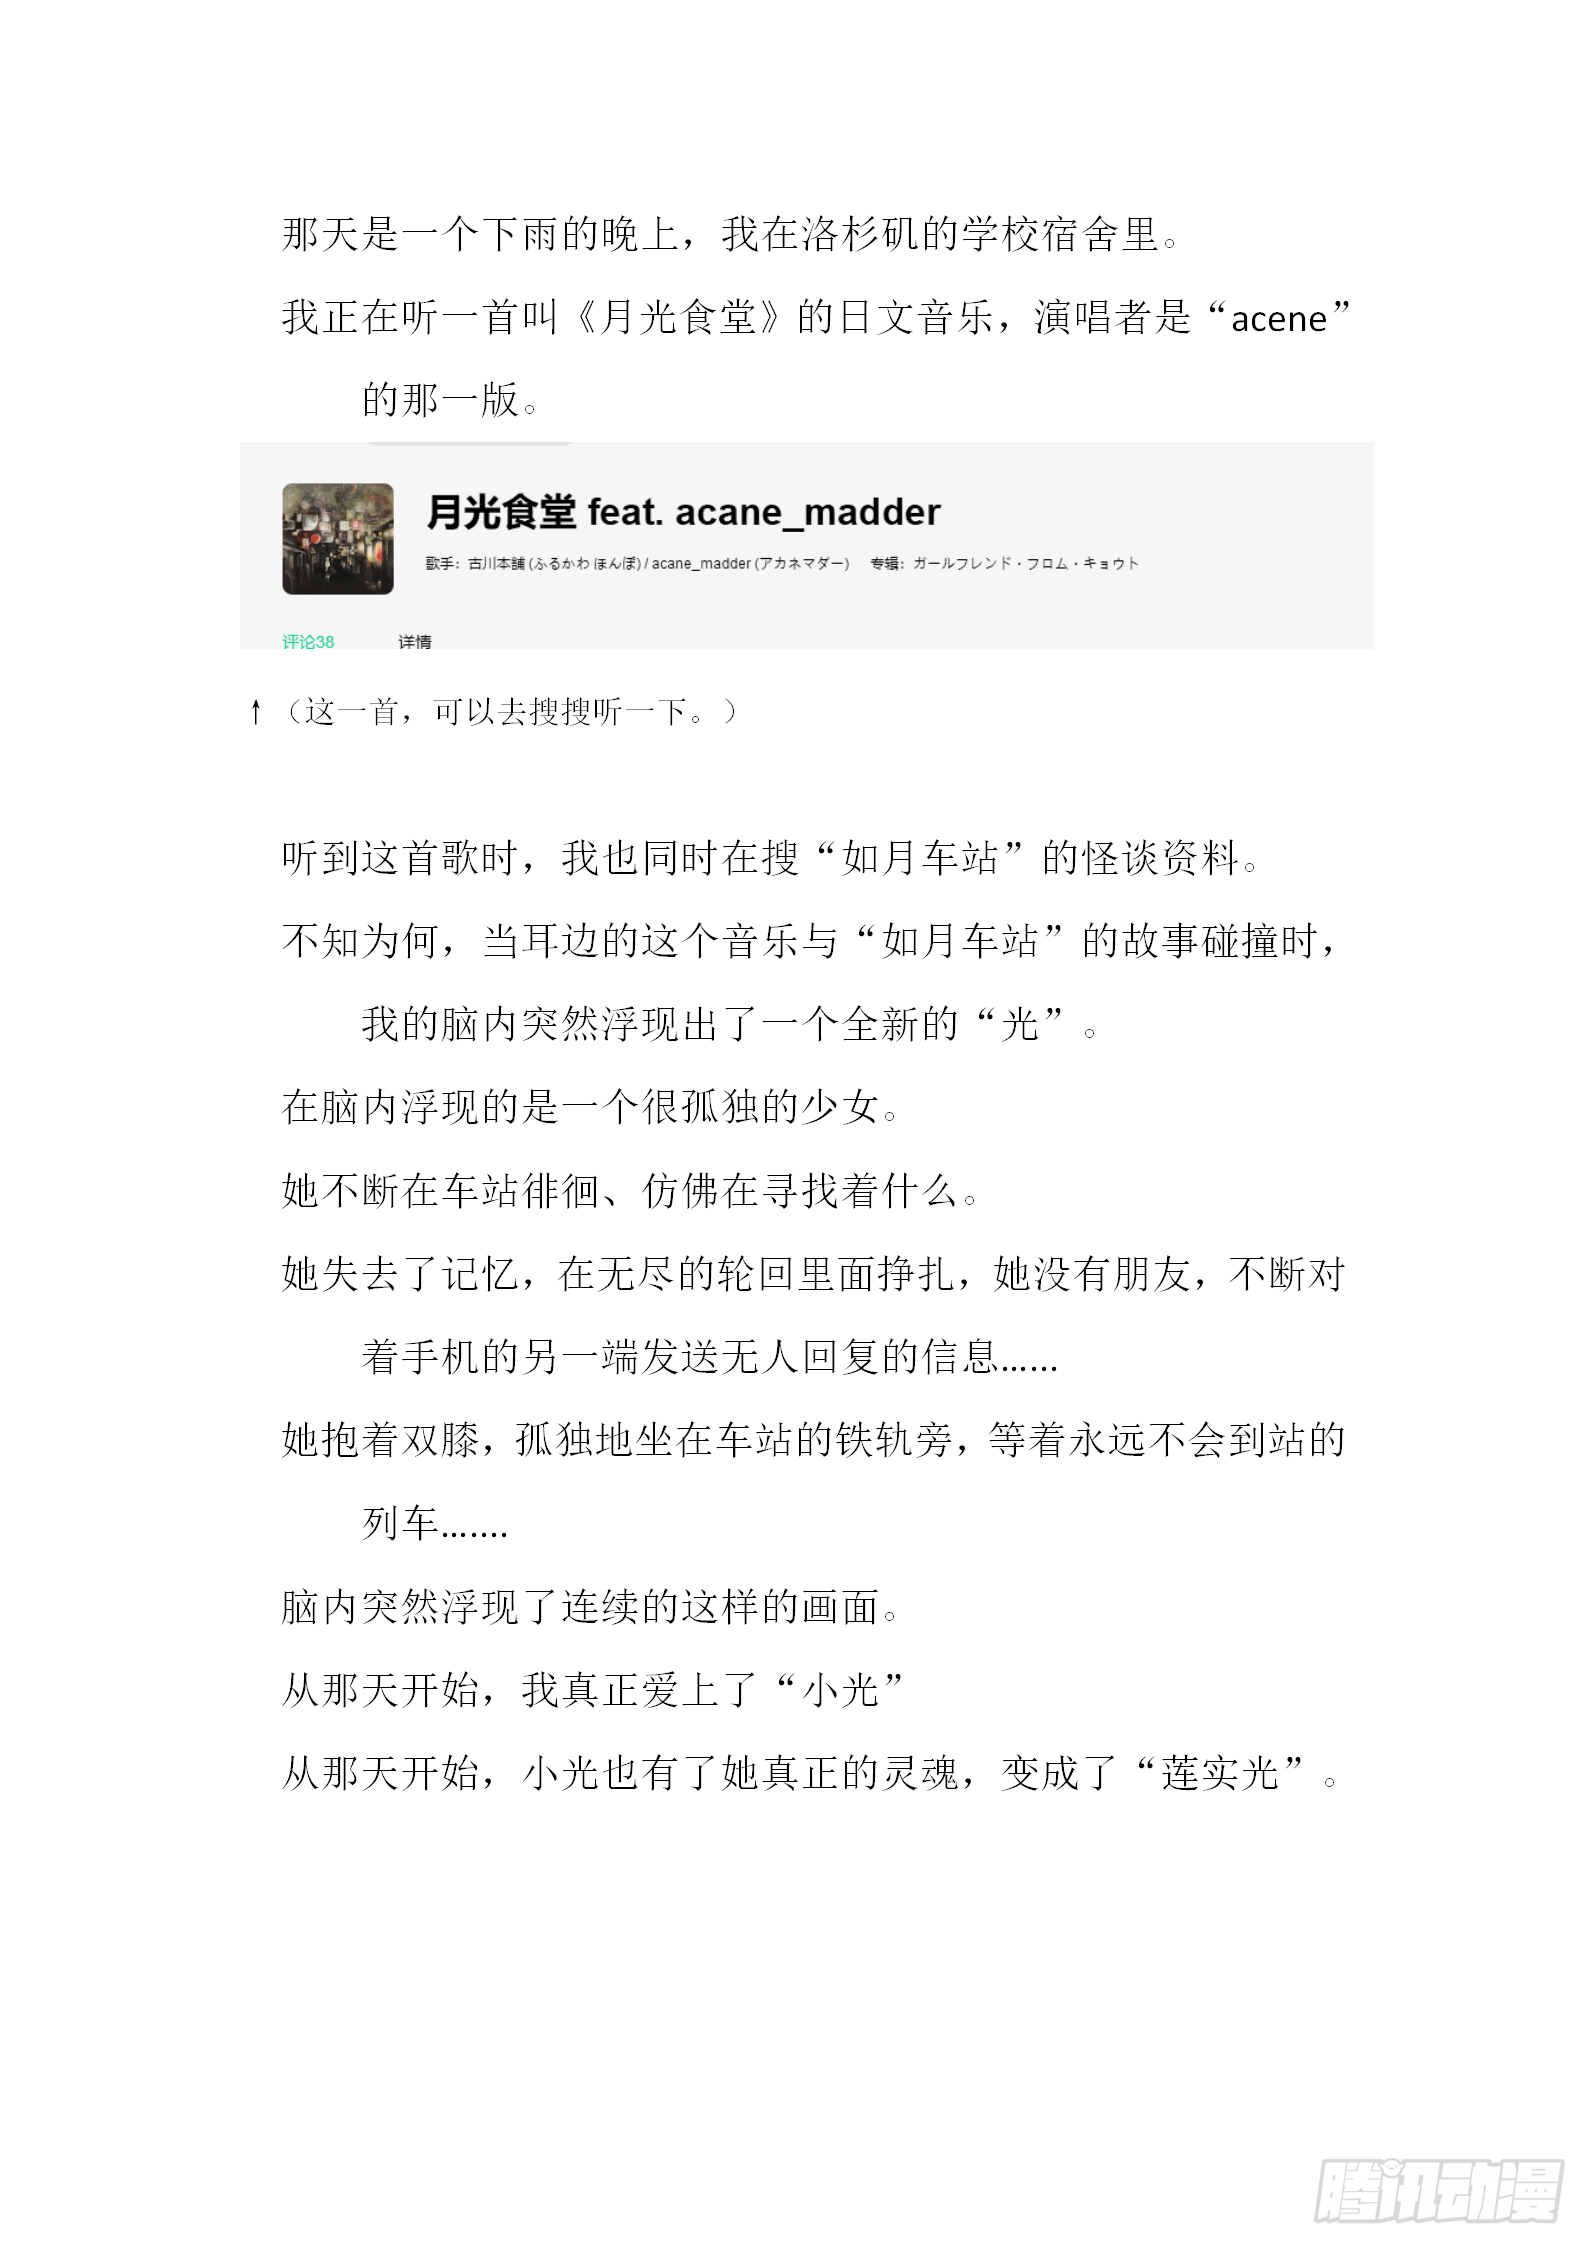 那天是一个下雨的晚上，我在洛杉矶的学校宿舍里。
我正在听一首叫《月光食堂》的日文音乐，演唱者是“acene”
的那一版。
月光食堂 feat. acane_madder
歌手：古川本舗 (ふるかわ ほんぽ) / acane_madder (アカネマダー)　专辑：ガールフレンド・フロム・キョウト
评论38　详情
↑（这一首，可以去搜搜听一下。）
听到这首歌时，我也同时在搜“如月车站”的怪谈资料。
不知为何，当耳边的这个音乐与“如月车站”的故事碰撞时，
我的脑内突然浮现出了一个全新的“光”。
在脑内浮现的是一个很孤独的少女。
她不断在车站徘徊、仿佛在寻找着什么。
她失去了记忆，在无尽的轮回里面挣扎，她没有朋友，不断对
着手机的另一端发送无人回复的信息……
她抱着双膝，孤独地坐在车站的铁轨旁，等着永远不会到站的
列车.……
脑内突然浮现了连续的这样的画面。
从那天开始，我真正爱上了“小光”
从那天开始，小光也有了她真正的灵魂，变成了“莲实光”。
腾讯动漫